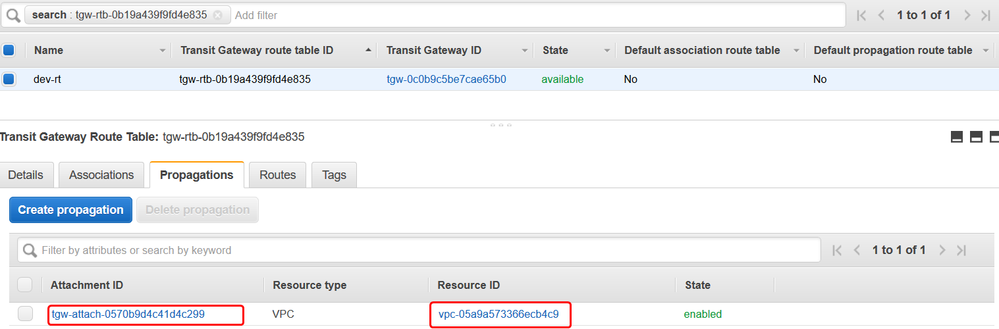 search : tgw-rtb-0b19a439f9fd4e835 Add filter 1 to 1 of 1
Name Transit Gateway route table ID Transit Gateway ID State Default association route table Default propagation route table
dev-rt tgw-rtb-0b19a439f9fd4e835 tgw-0c0b9c5be7cae65b0 available No No
Transit Gateway Route Table: tgw-rtb-0b19a439f9fd4e835
Details Associations Propagations Routes Tags
Create propagation Delete propagation
Filter by attributes or search by keyword 1 to 1 of 1
Attachment ID Resource type Resource ID State
tgw-attach-0570b9d4c41d4c299 VPC vpc-05a9a573366ecb4c9 enabled